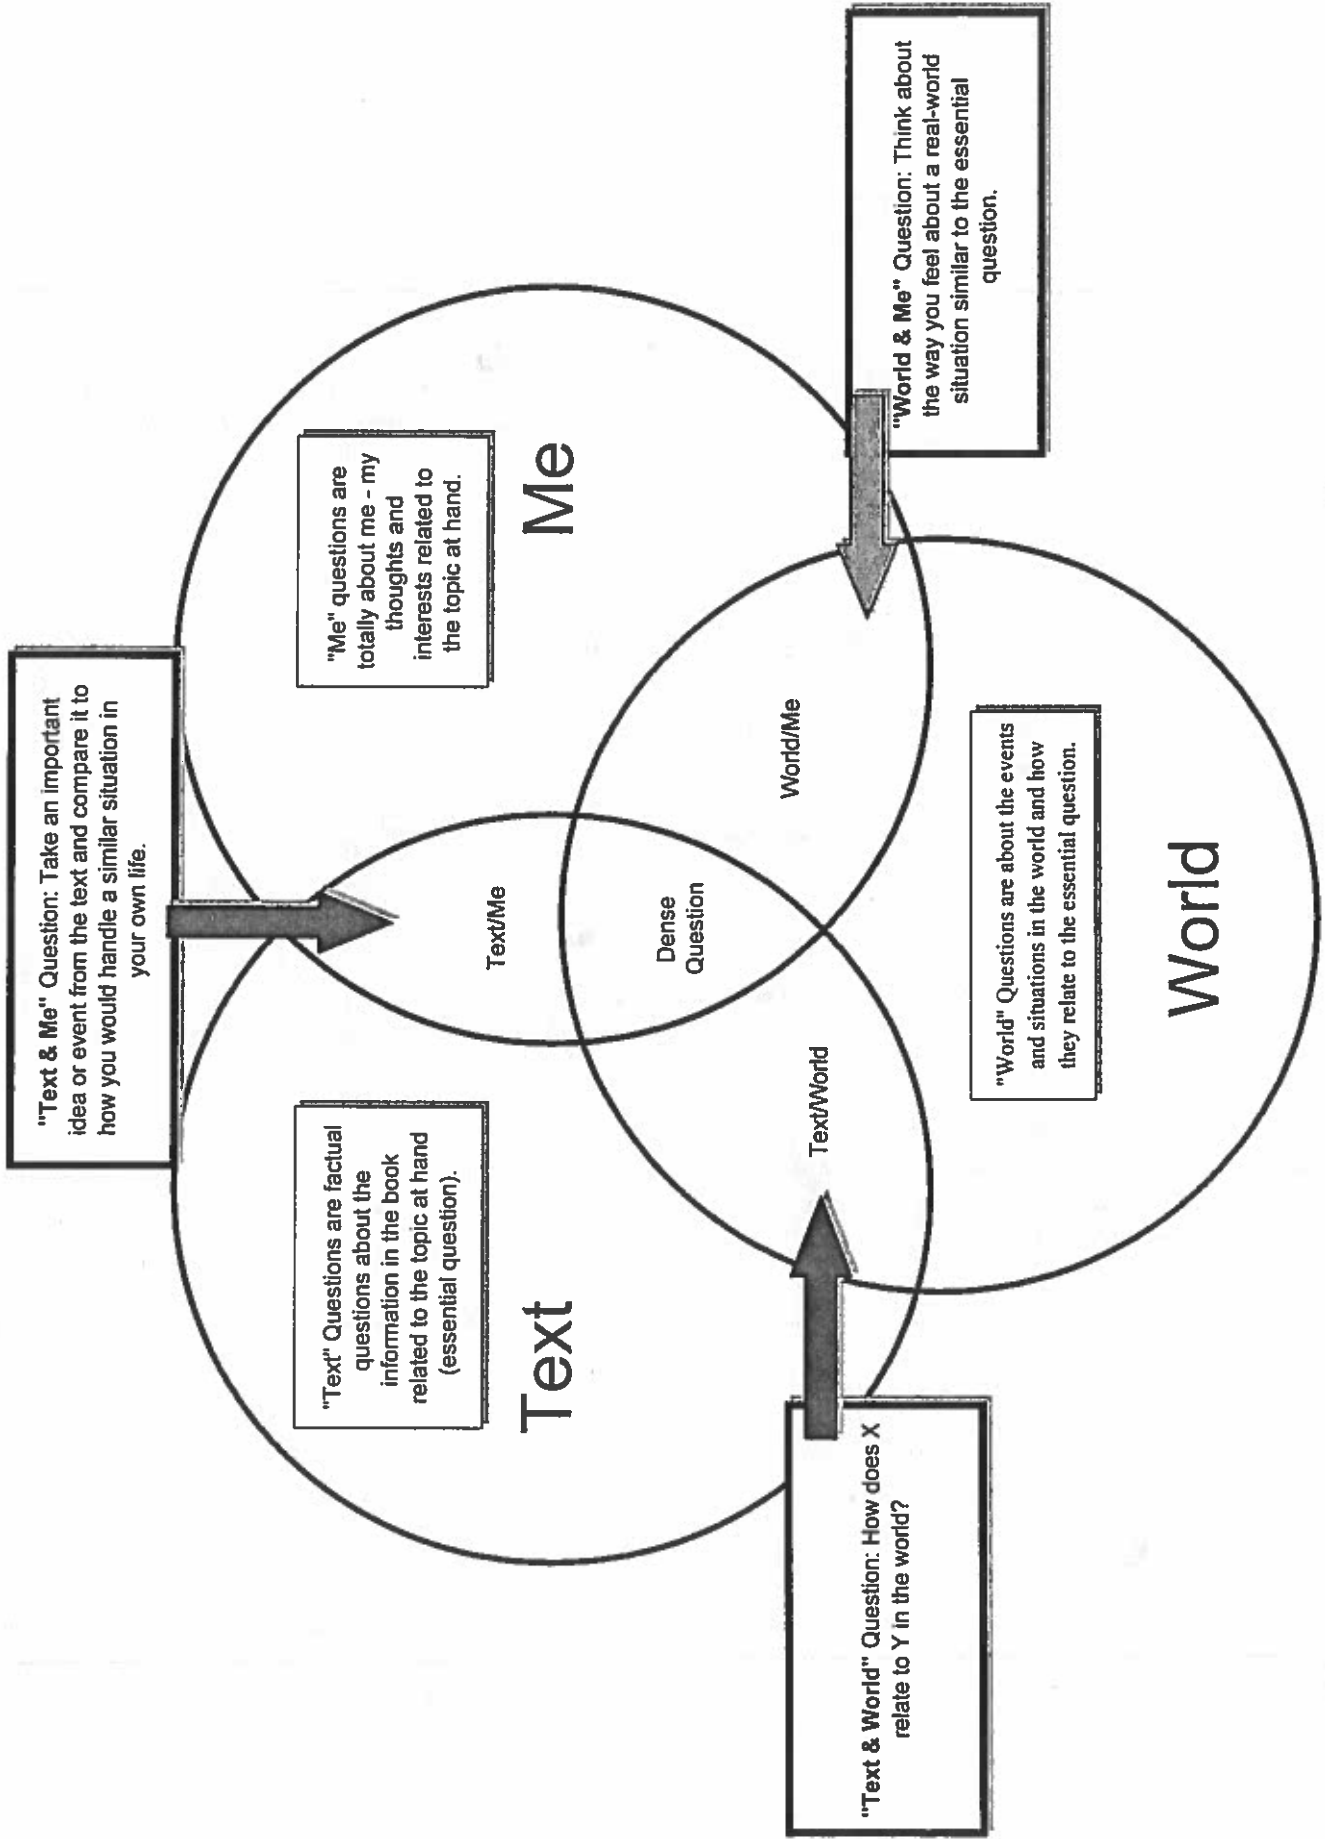 "Text & Me" Question: Take an important
idea or event from the text and compare it to
how you would handle a similar situation in
your own life.
"Text" Questions are factual
questions about the
information in the book
related to the topic at hand
(essential question).
Text
"Me" questions are
totally about me - my
thoughts and
interests related to
the topic at hand.
Me
Text/Me
Dense
Question
Text/World
World/Me
"Text & World" Question: How does X
relate to Y in the world?
"World & Me" Question: Think about
the way you feel about a real-world
situation similar to the essential
question.
"World" Questions are about the events
and situations in the world and how
they relate to the essential question.
World